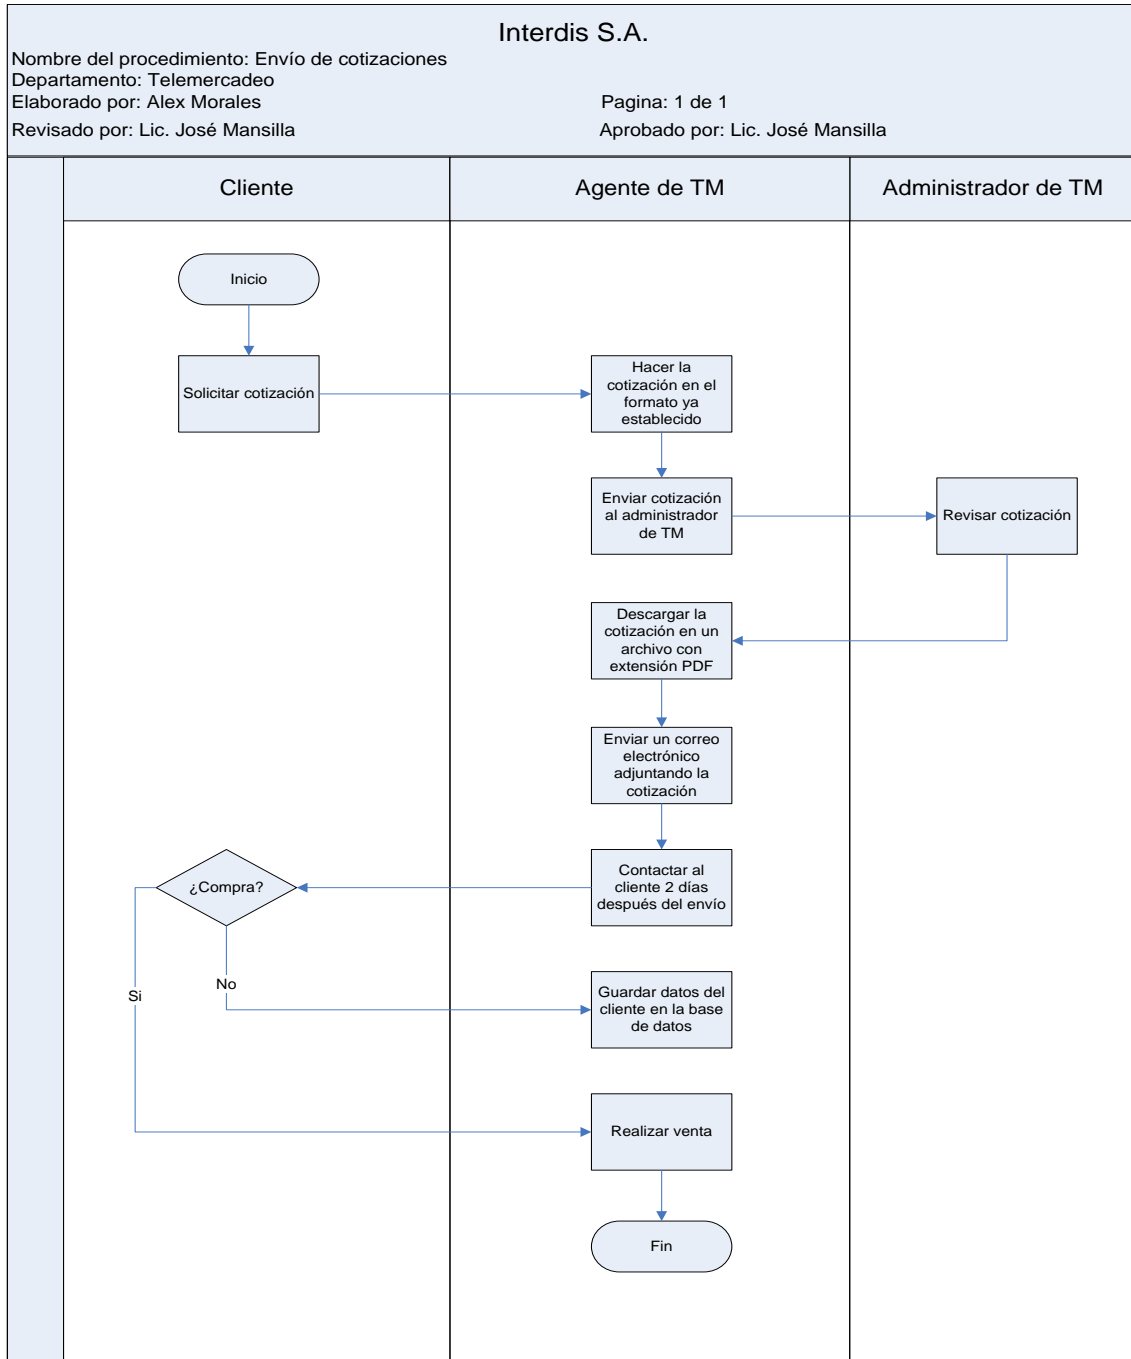 Interdis S.A.
Nombre del procedimiento: Envío de cotizaciones
Departamento: Telemercadeo
Elaborado por: Alex Morales
Pagina: 1 de 1
Revisado por: Lic. José Mansilla
Aprobado por: Lic. José Mansilla
Cliente
Agente de TM
Administrador de TM
Inicio
Solicitar cotización
Hacer la
cotización en el
formato ya
establecido
Enviar cotización
al administrador
de TM
Revisar cotización
Descargar la
cotización en un
archivo con
extensión PDF
Enviar un correo
electrónico
adjuntando la
cotización
Contactar al
cliente 2 días
después del envío
¿Compra?
No
Si
Guardar datos del
cliente en la base
de datos
Realizar venta
Fin